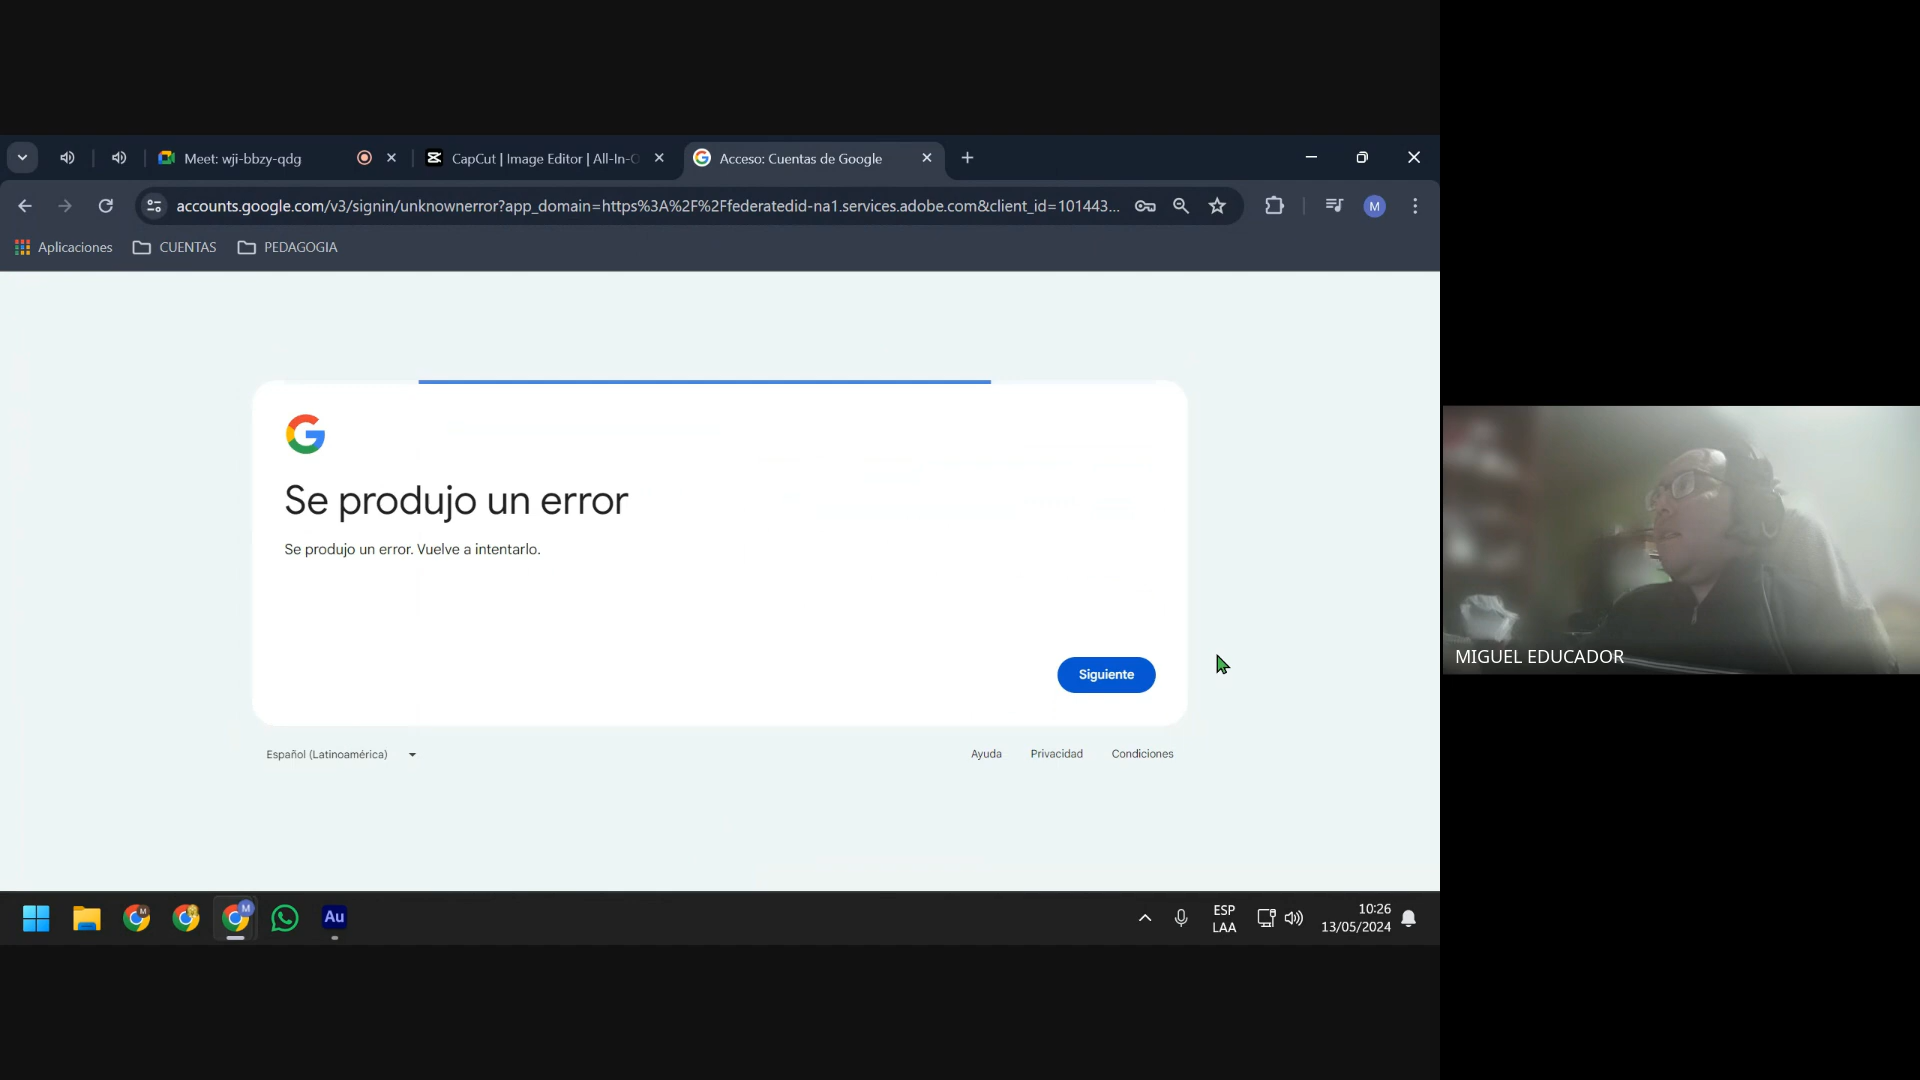 Meet: wji-bbzy-qdg
CapCut | Image Editor | All-In-O
Acceso: Cuentas de Google
accounts.google.com/v3/signin/unknownerror?app_domain=https%3A%2F%2Ffederatedid-na1.services.adobe.com&client_id=101443...
M
Aplicaciones
CUENTAS
PEDAGOGIA
Se produjo un error
Se produjo un error. Vuelve a intentarlo.
Siguiente
Español (Latinoamérica)
Ayuda
Privacidad
Condiciones
MIGUEL EDUCADOR
M
M
Au
ESP
LAA
10:26
13/05/2024